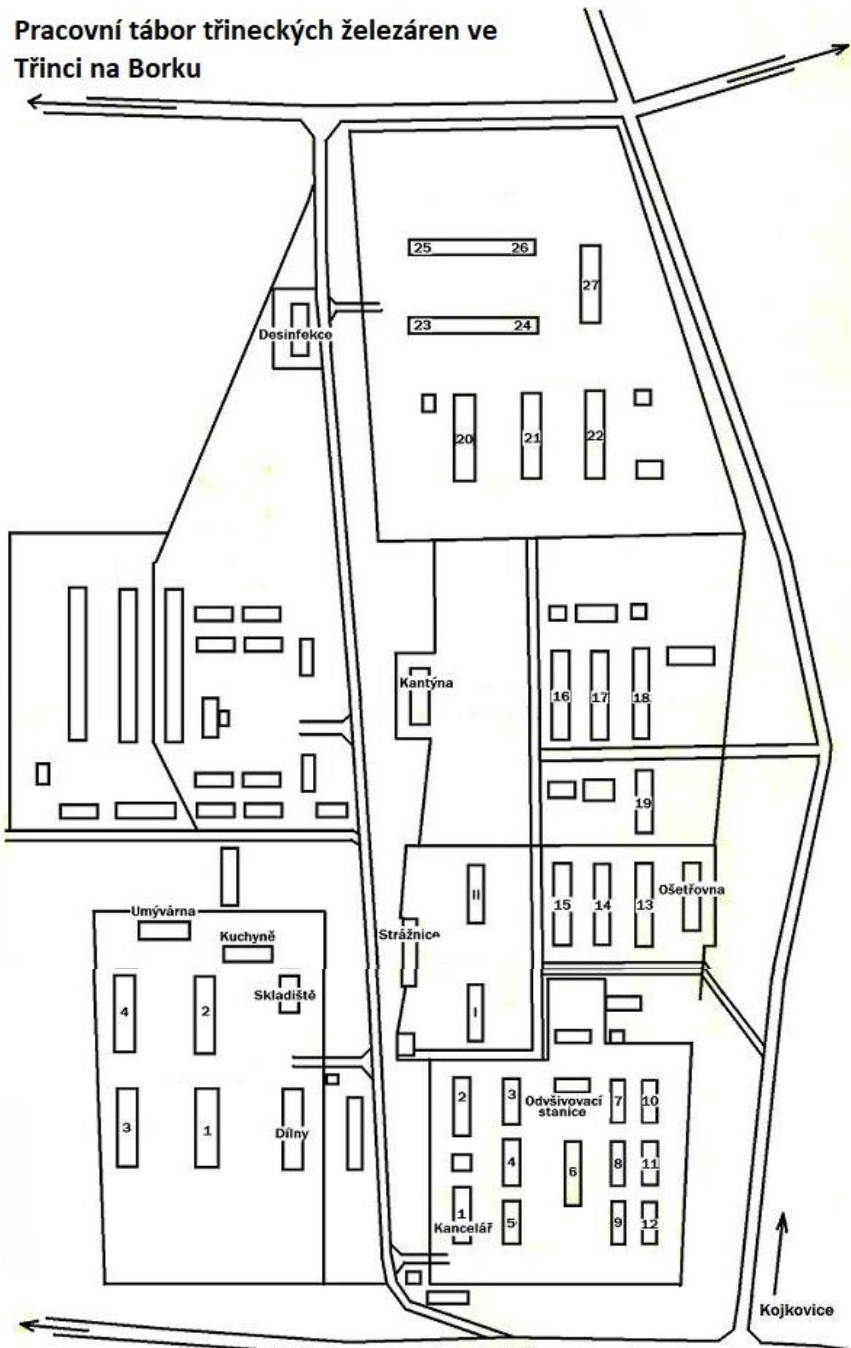 Pracovní tábor třineckých železáren ve
Třinci na Borku
25 26
27
Desinfekce
23 24
20 21 22
Kantýna
16 17 18
19
II
15 14 13 Ošetřovna
Umývárna
Strážnice
Kuchyně
4 2 Skladiště
I
2 3 Odvšivovací
stanice
7 10
3 1 Dílny
4 6 8 11
1
Kancelář
5 9 12
Kojkovice